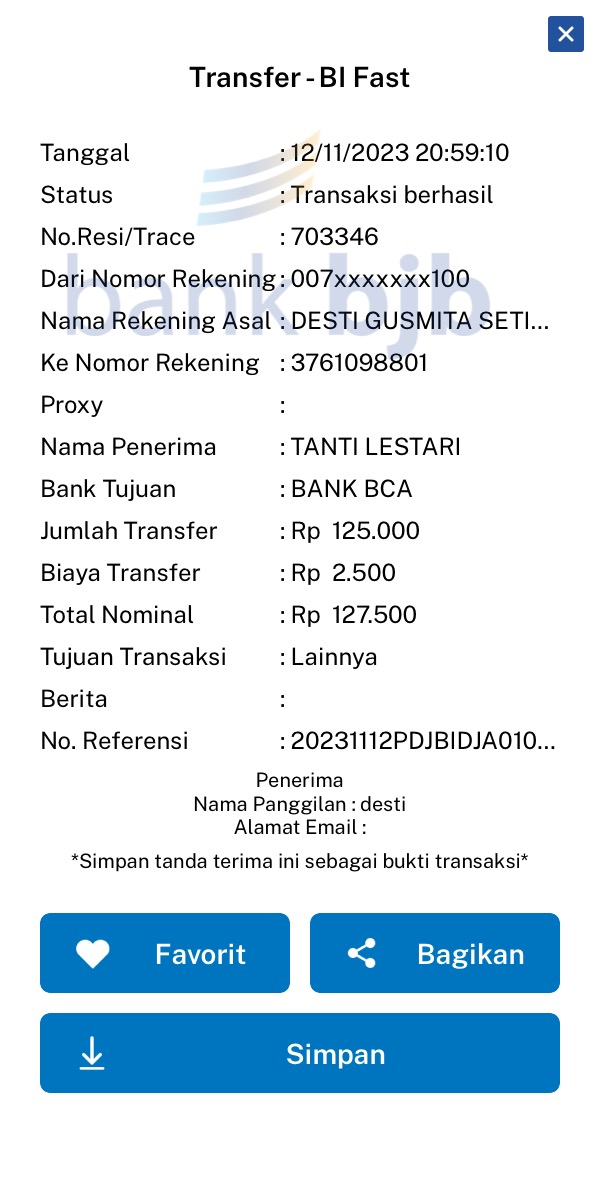 Transfer - BI Fast
bank bjb
Tanggal : 12/11/2023 20:59:10
Status : Transaksi berhasil
No.Resi/Trace : 703346
Dari Nomor Rekening : 007xxxxxxx100
Nama Rekening Asal : DESTI GUSMITA SETI...
Ke Nomor Rekening : 3761098801
Proxy :
Nama Penerima : TANTI LESTARI
Bank Tujuan : BANK BCA
Jumlah Transfer : Rp 125.000
Biaya Transfer : Rp 2.500
Total Nominal : Rp 127.500
Tujuan Transaksi : Lainnya
Berita :
No. Referensi : 20231112PDJBIDJA010...
Penerima
Nama Panggilan : desti
Alamat Email :
*Simpan tanda terima ini sebagai bukti transaksi*
Favorit
Bagikan
Simpan